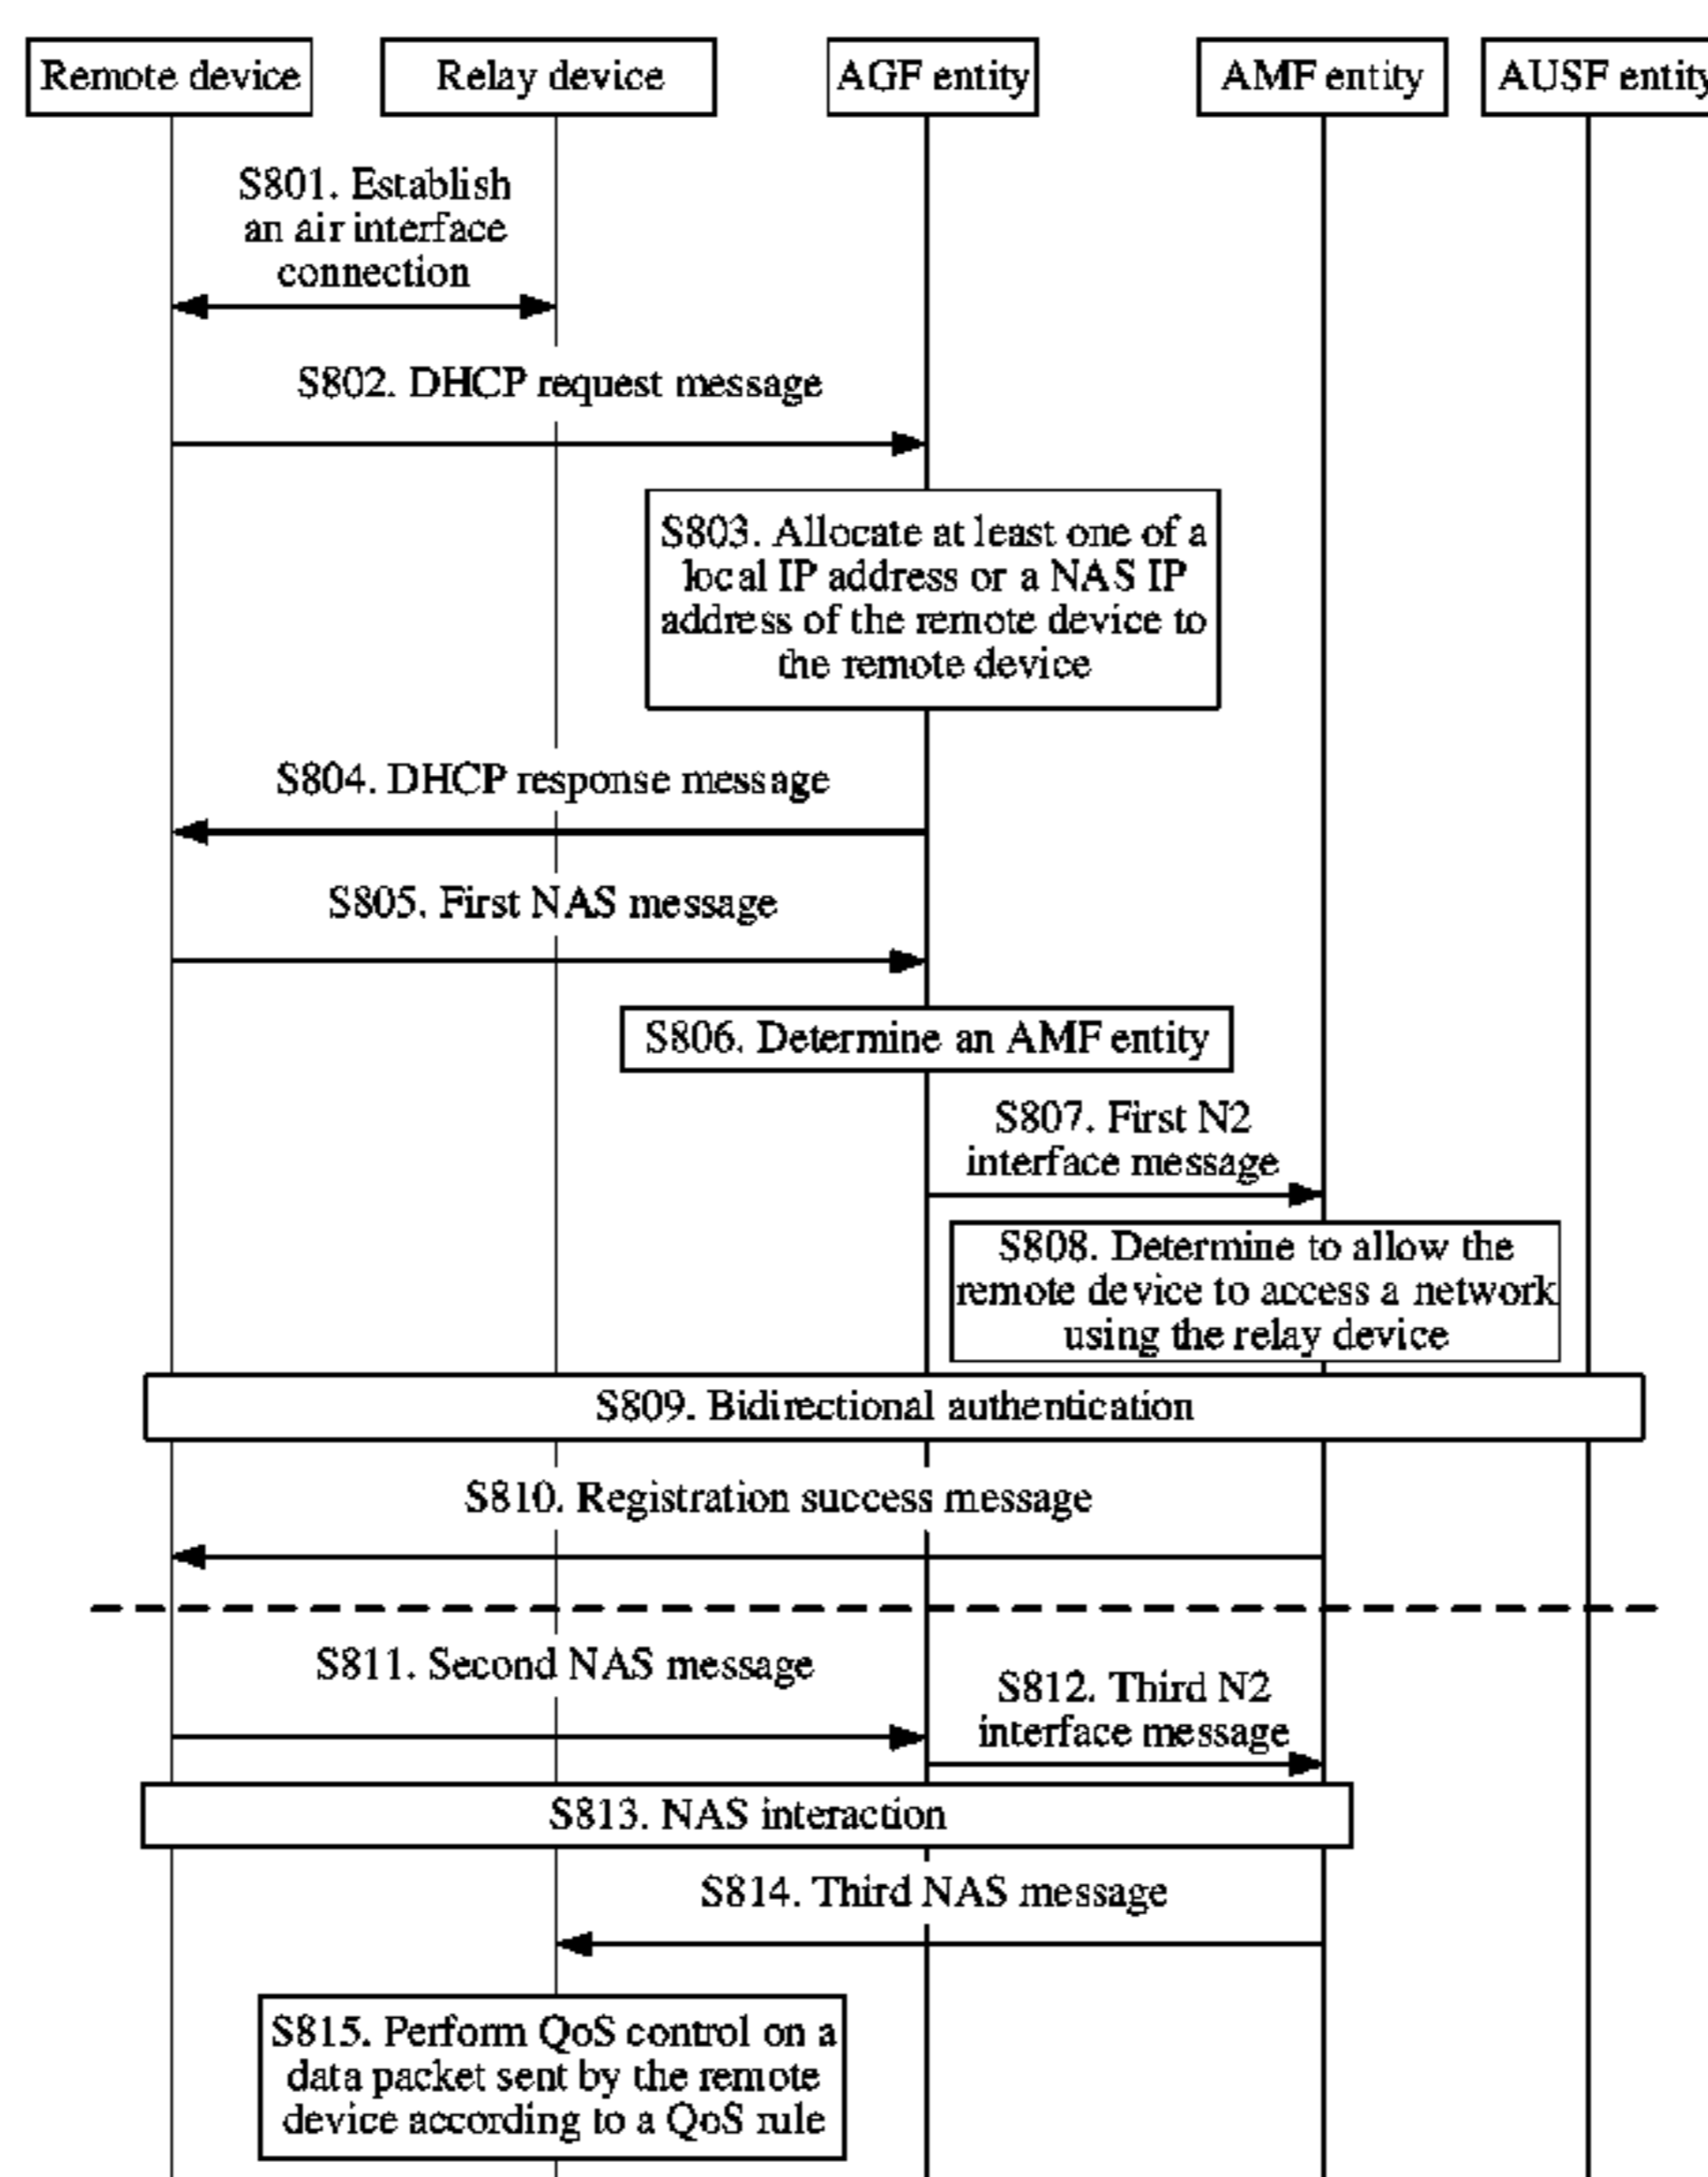 Remote device
Relay device
AGF entity
AMF entity
AUSF entity
S801. Establish
an air interface
connection
S802. DHCP request message
S803. Allocate at least one of a
local IP address or a NAS IP
address of the remote device to
the remote device
S804. DHCP response message
S805. First NAS message
S806. Determine an AMF entity
S807. First N2
interface message
S808. Determine to allow the
remote device to access a network
using the relay device
S809. Bidirectional authentication
S810. Registration success message
S811. Second NAS message
S812. Third N2
interface message
S813. NAS interaction
S814. Third NAS message
S815. Perform QoS control on a
data packet sent by the remote
device according to a QoS rule